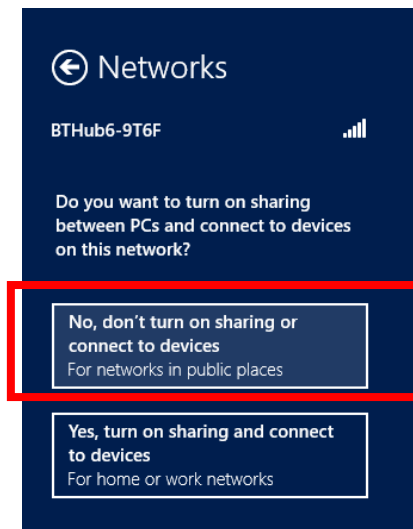 Networks
BTHub6-9T6F
Do you want to turn on sharing
between PCs and connect to devices
on this network?
No, don't turn on sharing or
connect to devices
For networks in public places
Yes, turn on sharing and connect
to devices
For home or work networks